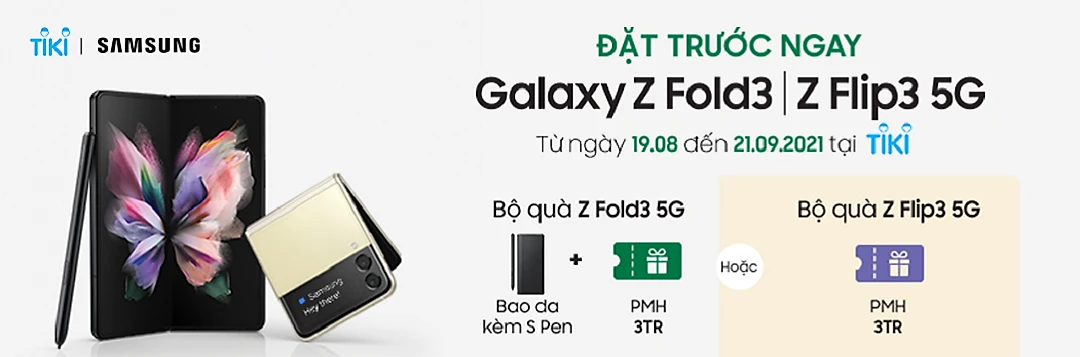 TIKI | SAMSUNG
ĐẶT TRƯỚC NGAY
Galaxy Z Fold3 | Z Flip3 5G
Từ ngày 19.08 đến 21.09.2021 tại TIKI
Bộ quà Z Fold3 5G
+
Bao da
kèm S Pen
PMH
3TR
Hoặc
Bộ quà Z Flip3 5G
PMH
3TR
Samsung
Hey there!